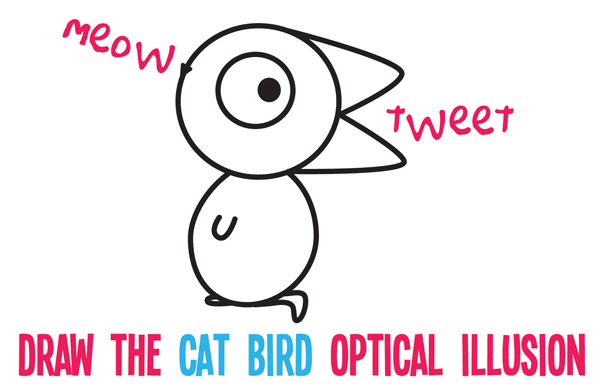 meow
tweet
DRAW THE CAT BIRD OPTICAL ILLUSION